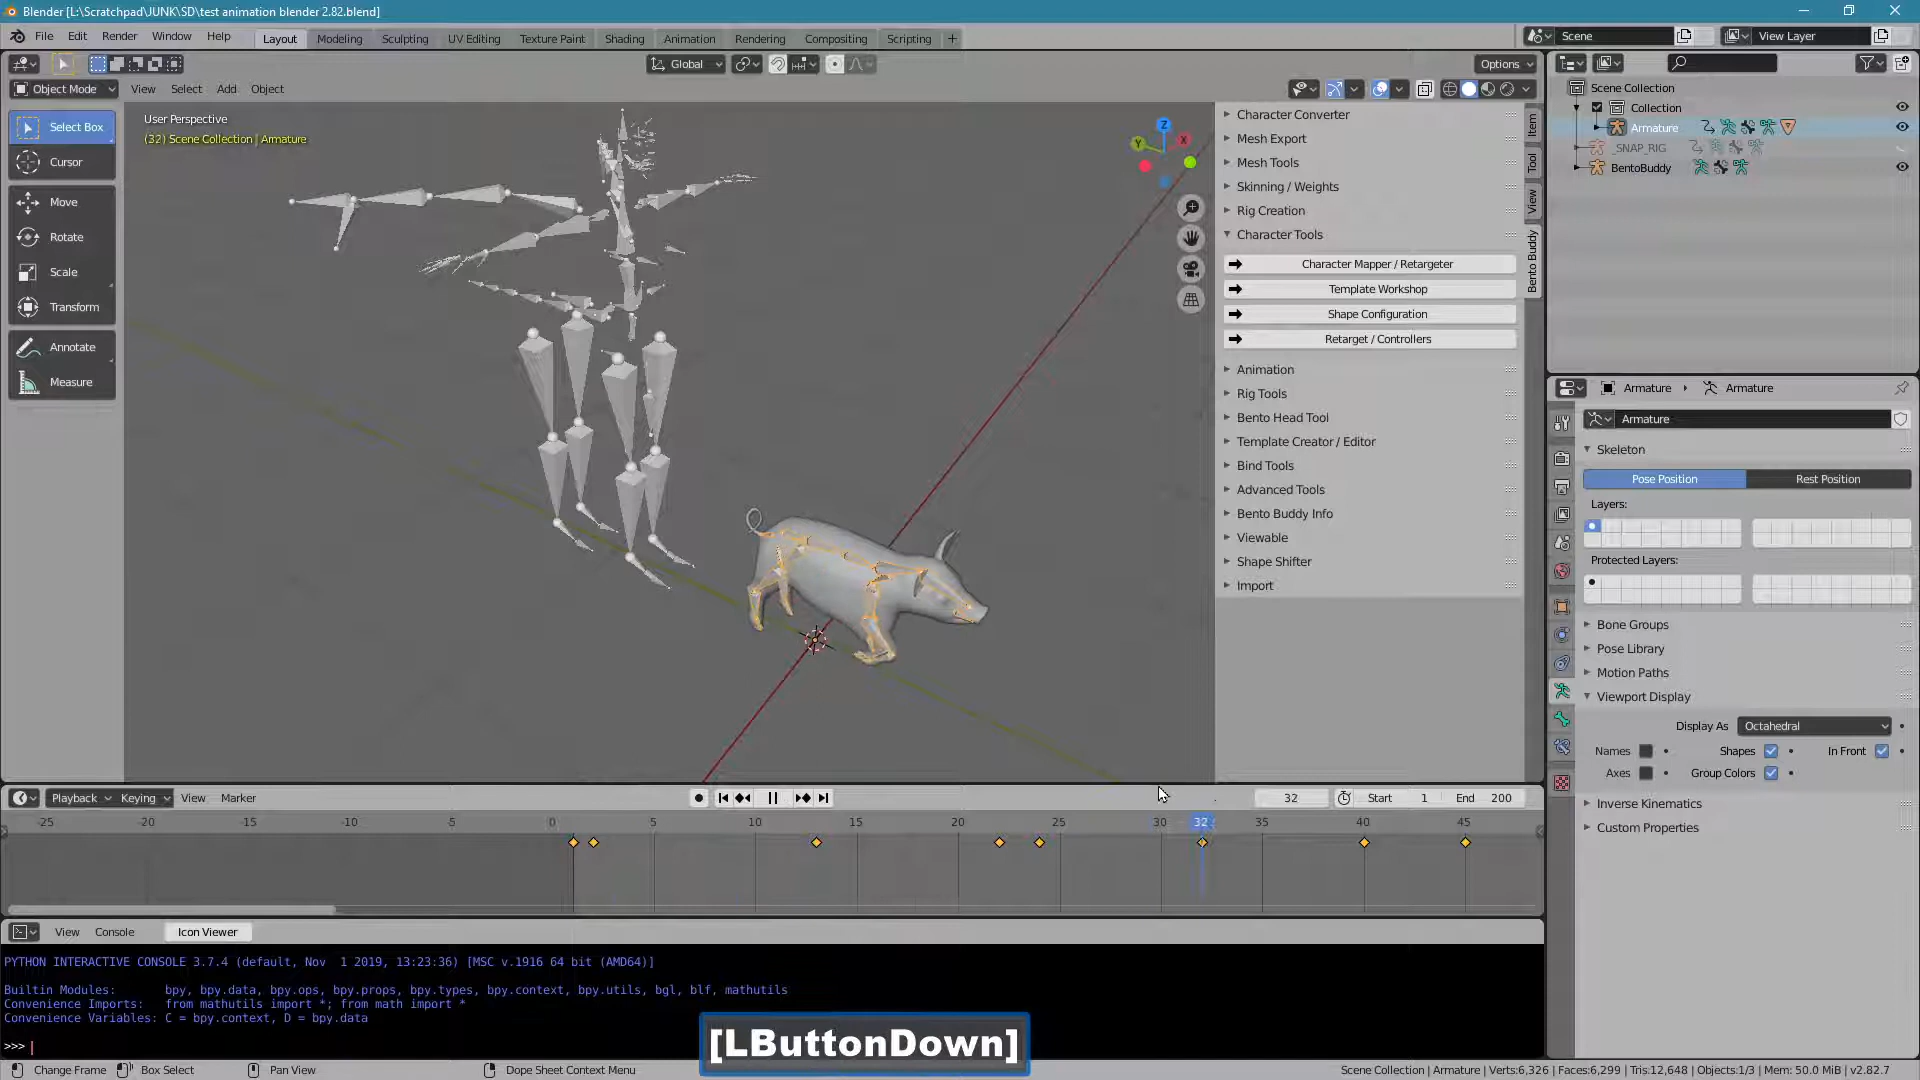 Blender [L:\Scratchpad\JUNK\SD\test animation blender 2.82.blend]
File Edit Render Window Help
Layout Modeling Sculpting UV Editing Texture Paint Shading Animation Rendering Compositing Scripting +
Scene
View Layer
Global
Options
Object Mode View Select Add Object
Select Box
Cursor
Move
Rotate
Scale
Transform
Annotate
Measure
User Perspective
(32) Scene Collection | Armature
Z
X
Y
Character Converter
Mesh Export
Mesh Tools
Skinning / Weights
Rig Creation
Character Tools
Character Mapper / Retargeter
Template Workshop
Shape Configuration
Retarget / Controllers
Animation
Rig Tools
Bento Head Tool
Template Creator / Editor
Bind Tools
Advanced Tools
Bento Buddy Info
Viewable
Shape Shifter
Import
Item
Tool
View
Bento Buddy
Scene Collection
Collection
Armature
_SNAP_RIG
BentoBuddy
Armature Armature
Armature
Skeleton
Pose Position Rest Position
Layers:
Protected Layers:
Bone Groups
Pose Library
Motion Paths
Viewport Display
Display As Octahedral
Names Shapes In Front
Axes Group Colors
Inverse Kinematics
Custom Properties
Playback Keying View Marker
32 Start 1 End 200
-25 -20 -15 -10 -5 0 5 10 15 20 25 30 32 35 40 45
View Console Icon Viewer
PYTHON INTERACTIVE CONSOLE 3.7.4 (default, Nov 1 2019, 13:23:36) [MSC v.1916 64 bit (AMD64)]
Builtin Modules: bpy, bpy.data, bpy.ops, bpy.props, bpy.types, bpy.context, bpy.utils, bgl, blf, mathutils
Convenience Imports: from mathutils import *; from math import *
Convenience Variables: C = bpy.context, D = bpy.data
>>>
[LButtonDown]
Change Frame Box Select Pan View Dope Sheet Context Menu
Scene Collection | Armature | Verts:6,326 | Faces:6,299 | Tris:12,648 | Objects:1/3 | Mem: 50.0 MiB | v2.82.7